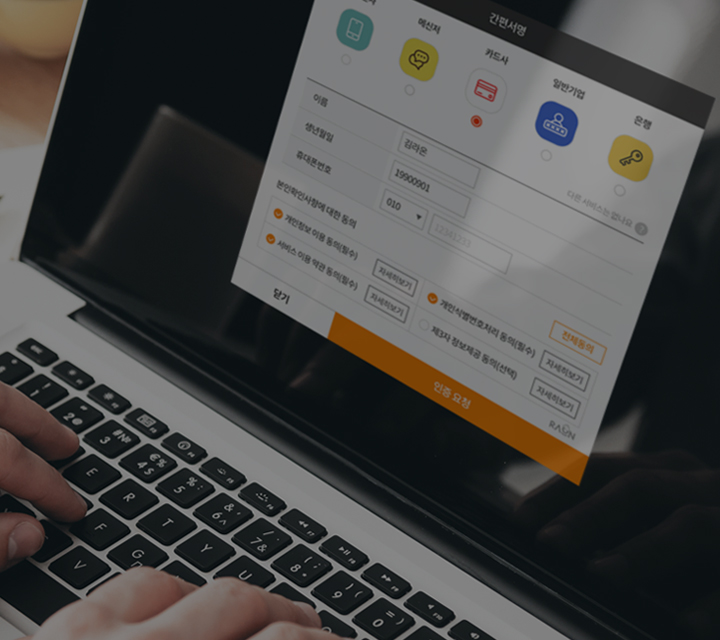 간편서명
메신저
카드사
일반기업
은행
다른 서비스는 없나요 ?
이름
김라온
생년월일
19900901
휴대폰번호
010
12341233
본인확인사항에 대한 동의
전체동의
개인정보 이용 동의(필수)
자세히보기
개인식별번호처리 동의(필수)
자세히보기
서비스 이용 약관 동의(필수)
자세히보기
제3자 정보제공 동의(선택)
자세히보기
닫기
인증 요청
RAON
E
R
T
Y
U
F
G
V